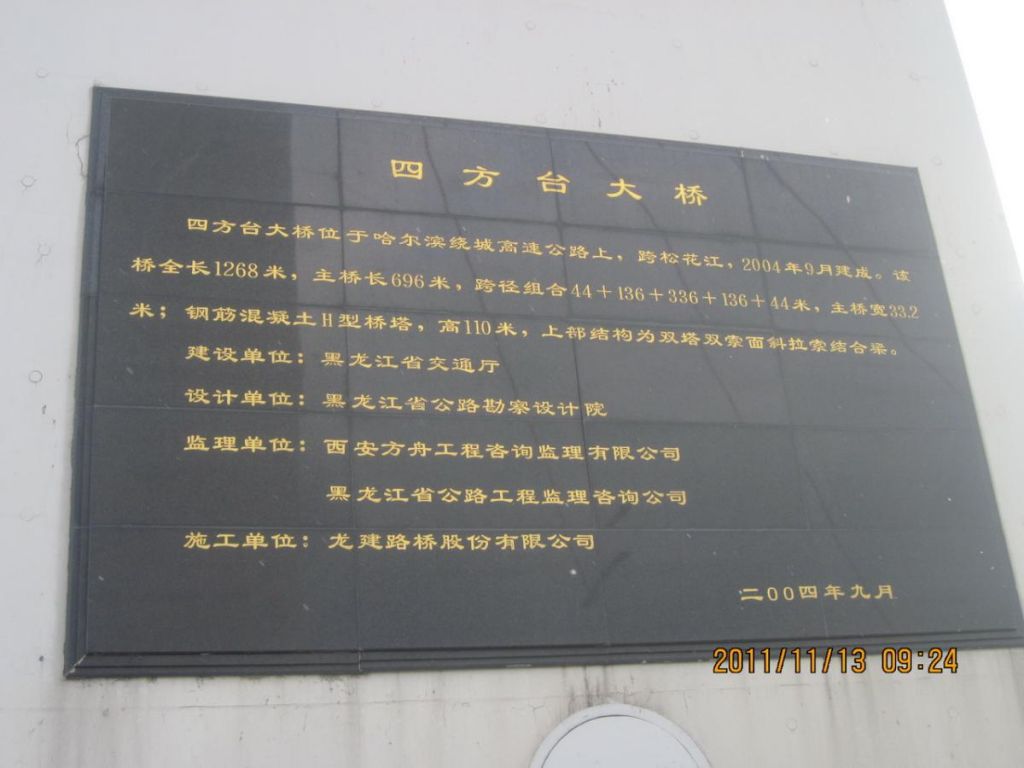 四方台大桥
四方台大桥位于哈尔滨绕城高速公路上，跨松花江，2004年9月建成。该
桥全长1268米，主桥长696米，跨径组合44＋136＋336＋136＋44米，主桥宽33.2
米；钢筋混凝土H型桥塔，高110米，上部结构为双塔双索面斜拉索结合梁。
建设单位：黑龙江省交通厅
设计单位：黑龙江省公路勘察设计院
监理单位：西安方舟工程咨询监理有限公司
黑龙江省公路工程监理咨询公司
施工单位：龙建路桥股份有限公司
二00四年九月
2011/11/13 09:24